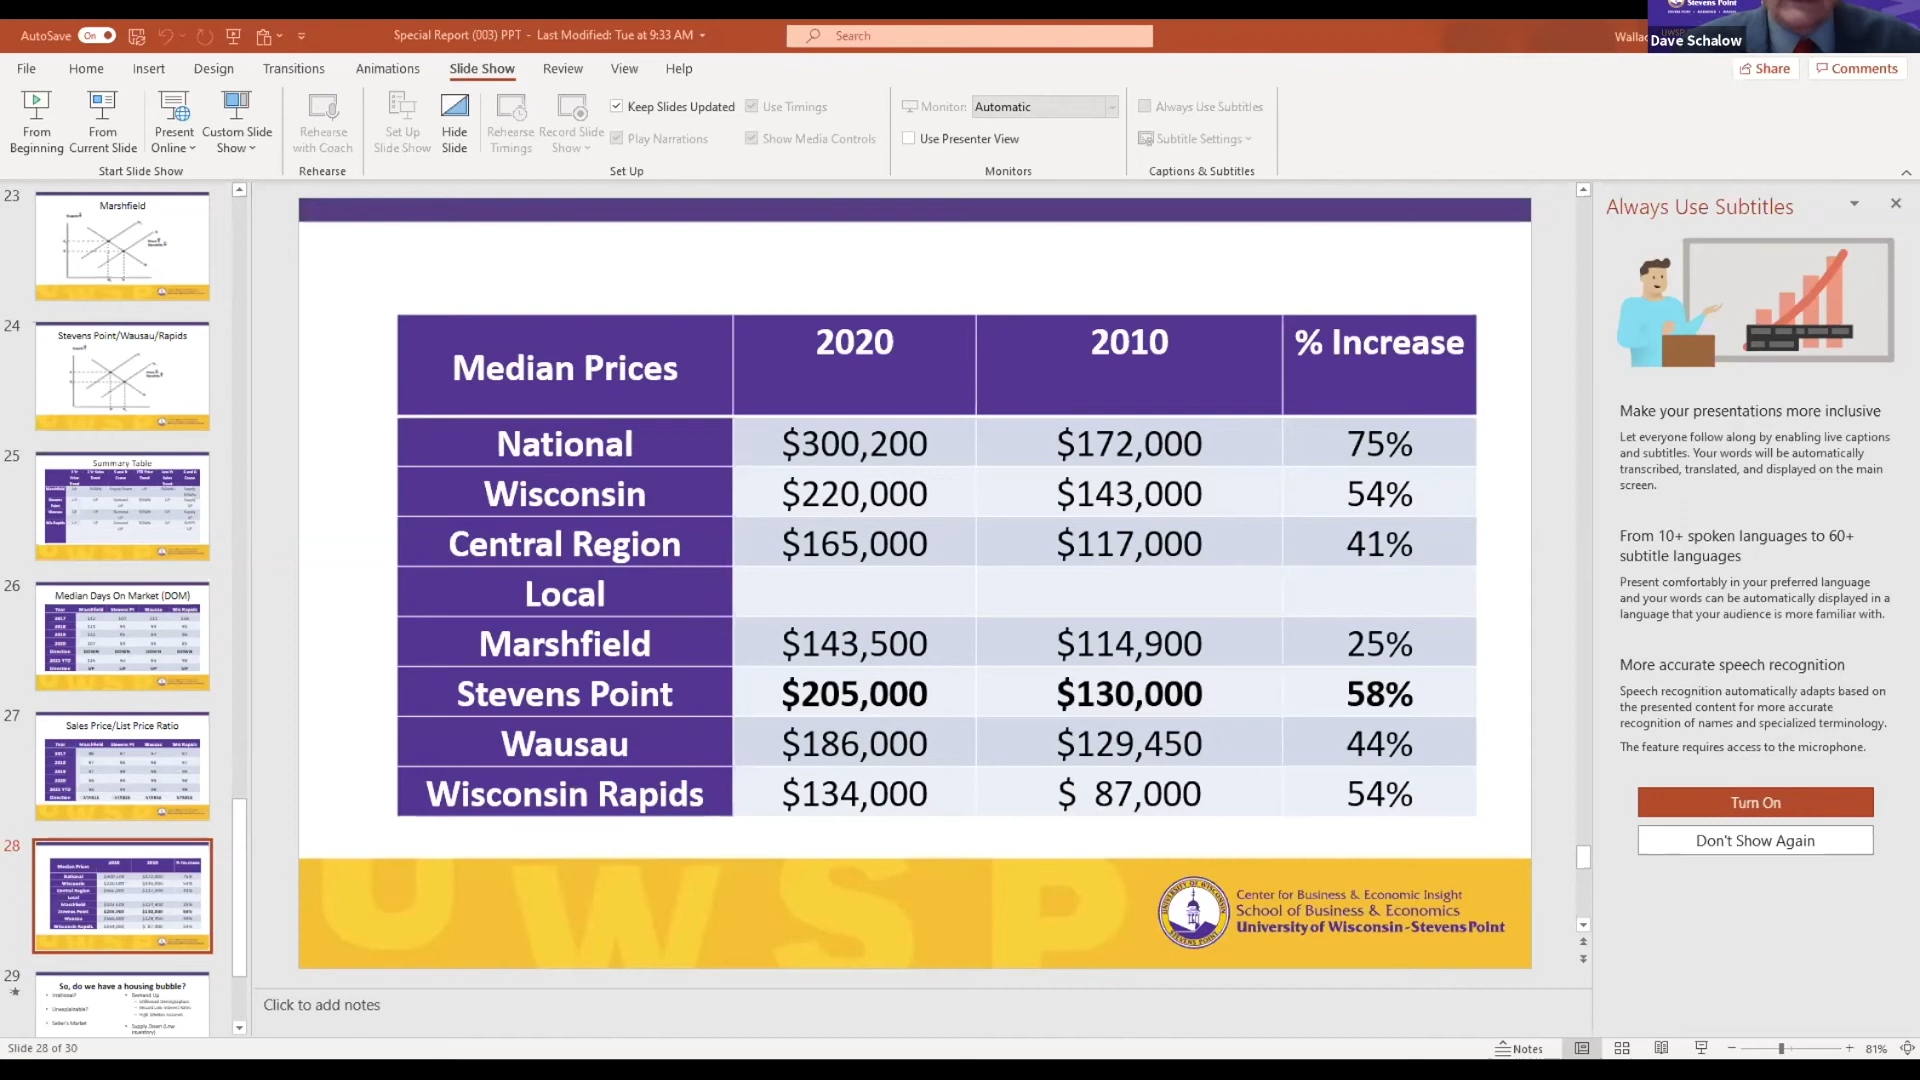 Stevens Point
Dave Schalow
AutoSave On
Special Report (003) PPT - Last Modified: Tue at 9:33 AM
Search
File Home Insert Design Transitions Animations Slide Show Review View Help
Share Comments
From Beginning
From Current Slide
Present Online
Custom Slide Show
Start Slide Show
Rehearse with Coach
Rehearse
Set Up Slide Show
Hide Slide
Rehearse Timings
Record Slide Show
Keep Slides Updated
Use Timings
Play Narrations
Show Media Controls
Set Up
Monitor: Automatic
Use Presenter View
Monitors
Always Use Subtitles
Subtitle Settings
Captions & Subtitles
23
Marshfield
24
Stevens Point/Wausau/Rapids
25
Summary Table
26
Median Days On Market (DOM)
27
Sales Price/List Price Ratio
28
29
So, do we have a housing bubble?
Median Prices 2020 2010 % Increase
National $300,200 $172,000 75%
Wisconsin $220,000 $143,000 54%
Central Region $165,000 $117,000 41%
Local
Marshfield $143,500 $114,900 25%
Stevens Point $205,000 $130,000 58%
Wausau $186,000 $129,450 44%
Wisconsin Rapids $134,000 $ 87,000 54%
UWSP
Center for Business & Economic Insight
School of Business & Economics
University of Wisconsin-Stevens Point
Click to add notes
Always Use Subtitles
Make your presentations more inclusive
Let everyone follow along by enabling live captions
and subtitles. Your words will be automatically
transcribed, translated, and displayed on the main
screen.
From 10+ spoken languages to 60+
subtitle languages
Present comfortably in your preferred language
and your words can be automatically displayed in a
language that your audience is more familiar with.
More accurate speech recognition
Speech recognition automatically adapts based on
the presented content for more accurate
recognition of names and specialized terminology.
The feature requires access to the microphone.
Turn On
Don't Show Again
Slide 28 of 30
Notes
81%